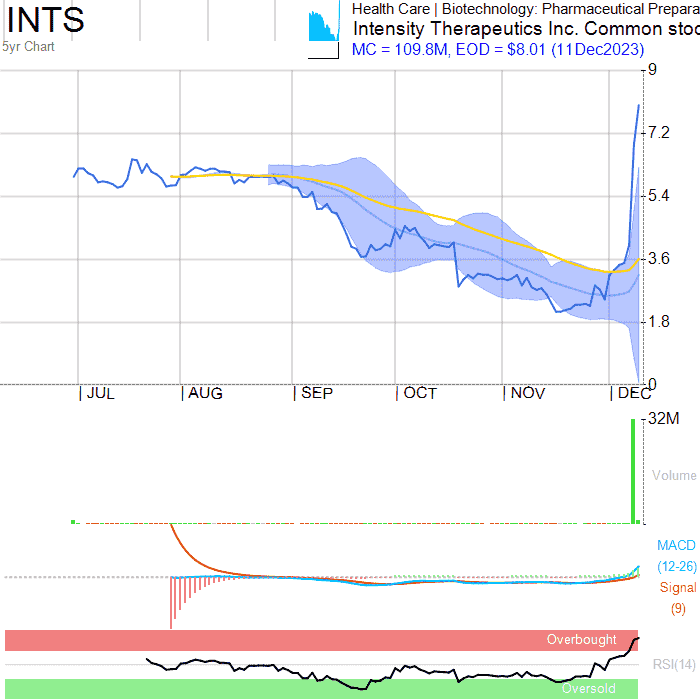 INTS
5yr Chart
Health Care | Biotechnology: Pharmaceutical Prepara
Intensity Therapeutics Inc. Common stoc
MC = 109.8M, EOD = $8.01 (11Dec2023)
9
7.2
5.4
3.6
1.8
0
| JUL | AUG | SEP | OCT | NOV | DEC
32M
Volume
MACD
(12-26)
Signal
(9)
Overbought
RSI(14)
Oversold